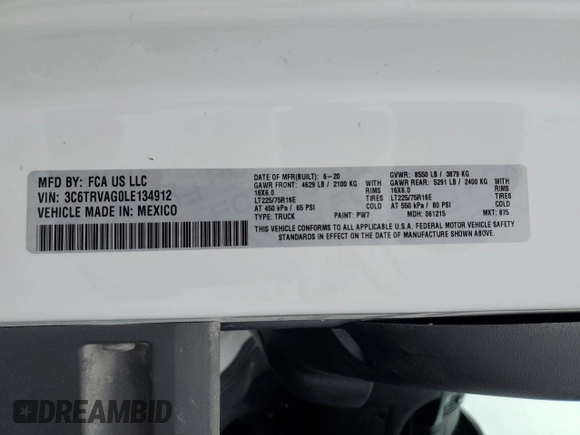 MFD BY: FCA US LLC
VIN: 3C6TRVAG0LE134912
VEHICLE MADE IN: MEXICO
DATE OF MFR(BUILT): 6-20 GVWR: 8550 LB / 3879 KG
GAWR FRONT: 4629 LB / 2100 KG GAWR REAR: 5291 LB / 2400 KG
16X6.0 RIMS 16X6.0 RIMS
LT225/75R16E TIRES LT225/75R16E TIRES
AT 450 kPa / 65 PSI COLD AT 550 kPa / 80 PSI COLD
TYPE: TRUCK PAINT: PW7 MDH: 061215 MXT: 875
THIS VEHICLE CONFORMS TO ALL APPLICABLE U.S.A. FEDERAL MOTOR VEHICLE SAFETY
STANDARDS IN EFFECT ON THE DATE OF MANUFACTURE SHOWN ABOVE.
DREAMBID